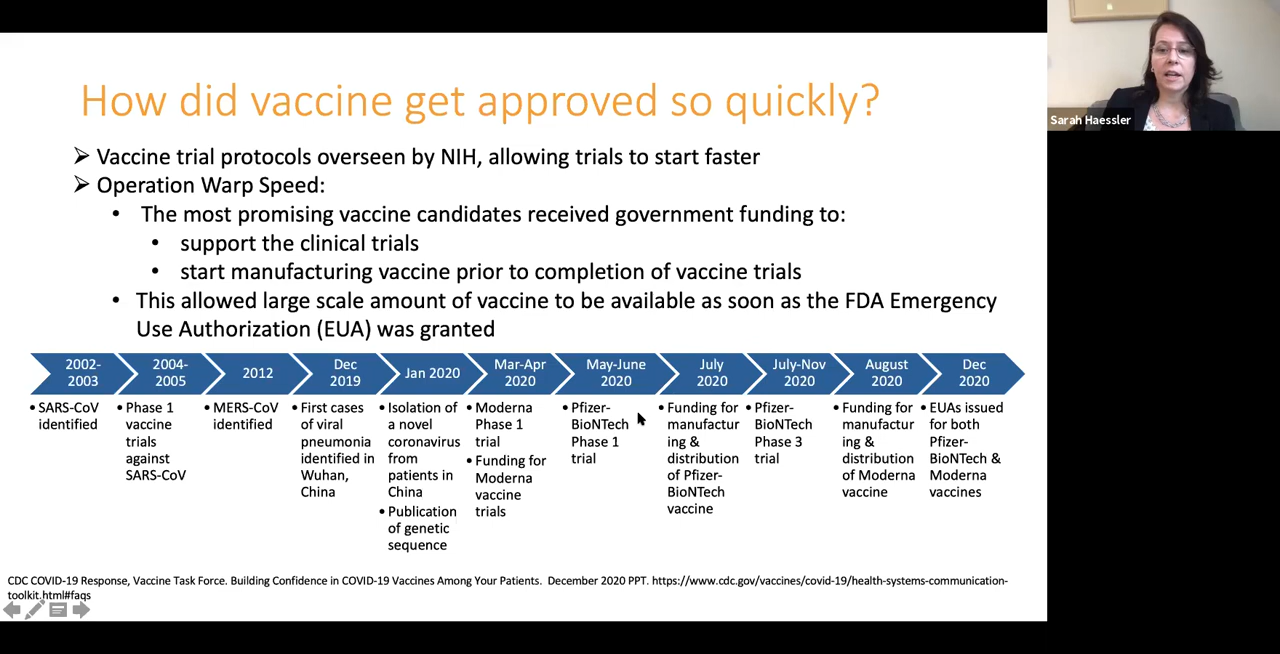 How did vaccine get approved so quickly?
Sarah Haessler
➢ Vaccine trial protocols overseen by NIH, allowing trials to start faster
➢ Operation Warp Speed:
• The most promising vaccine candidates received government funding to:
• support the clinical trials
• start manufacturing vaccine prior to completion of vaccine trials
• This allowed large scale amount of vaccine to be available as soon as the FDA Emergency
Use Authorization (EUA) was granted
2002-
2003
• SARS-CoV
identified
2004-
2005
• Phase 1
vaccine
trials
against
SARS-CoV
2012
• MERS-CoV
identified
Dec
2019
• First cases
of viral
pneumonia
identified in
Wuhan,
China
Jan 2020
• Isolation of
a novel
coronavirus
from
patients in
China
• Publication
of genetic
sequence
Mar-Apr
2020
• Moderna
Phase 1
trial
• Funding for
Moderna
vaccine
trials
May-June
2020
• Pfizer-
BioNTech
Phase 1
trial
July
2020
• Funding for
manufactur
ing &
distribution
of Pfizer-
BioNTech
vaccine
July-Nov
2020
• Pfizer-
BioNTech
Phase 3
trial
August
2020
• Funding for
manufactur
ing &
distribution
of Moderna
vaccine
Dec
2020
• EUAs issued
for both
Pfizer-
BioNTech &
Moderna
vaccines
CDC COVID-19 Response, Vaccine Task Force. Building Confidence in COVID-19 Vaccines Among Your Patients. December 2020 PPT. https://www.cdc.gov/vaccines/covid-19/health-systems-communication-
toolkit.html#faqs